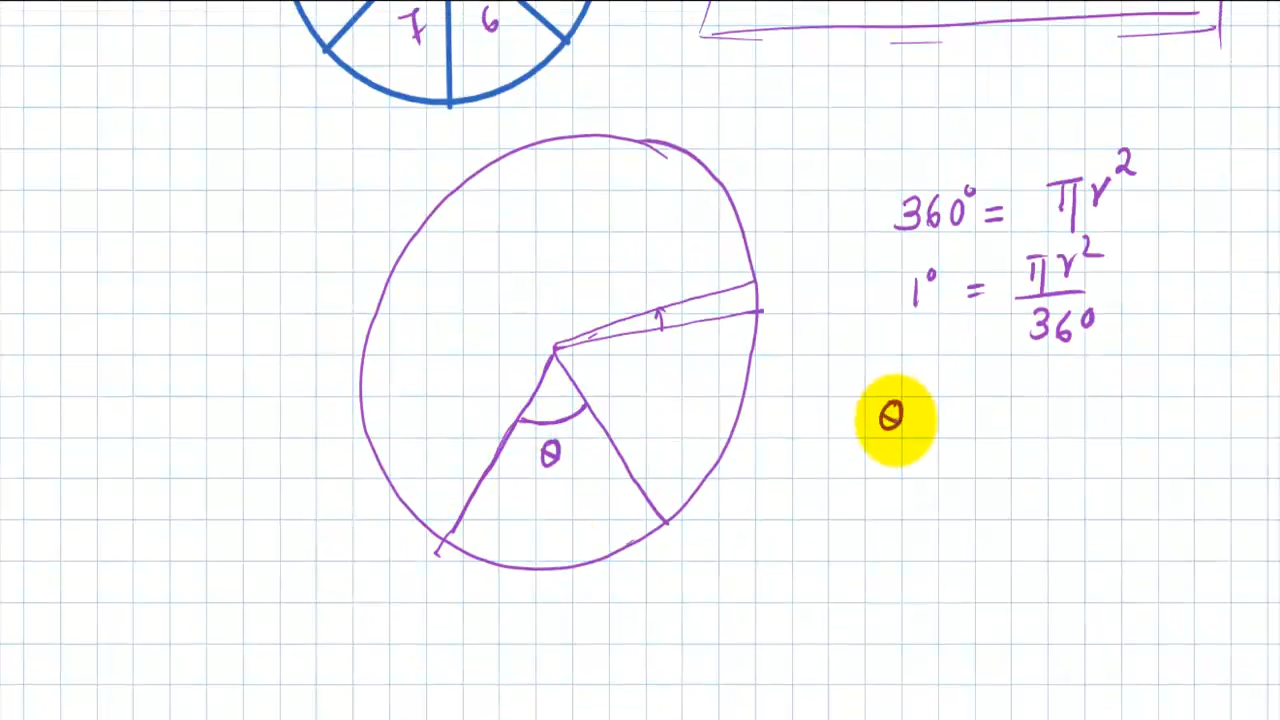 7 6
360° = πr²
1° = πr²/360
θ
θ